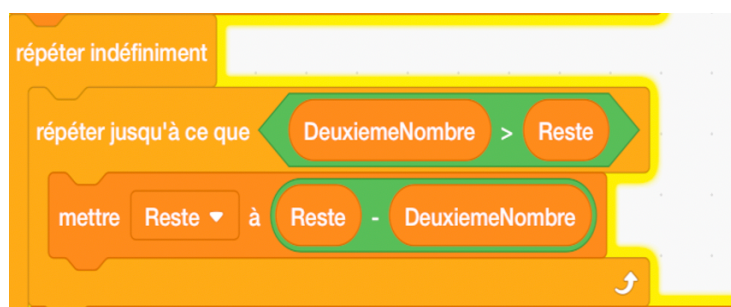 répéter indéfiniment
répéter jusqu'à ce que DeuxiemeNombre > Reste
mettre Reste à Reste - DeuxiemeNombre